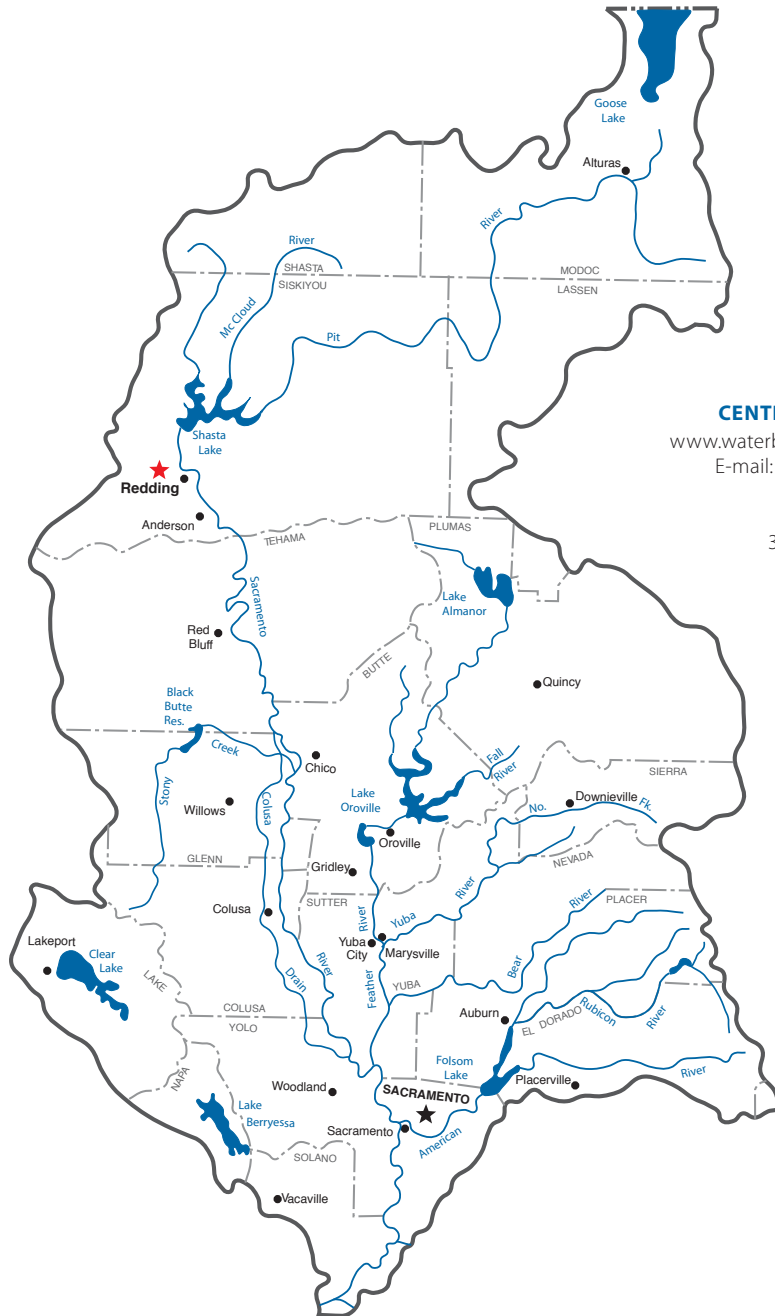 Goose
Lake
Alturas
River
River
SHASTA
SISKIYOU
MODOC
LASSEN
Mc Cloud
Pit
CENT
www.waterb
E-mail:
Shasta
Lake
Redding
Anderson
3
TEHAMA
PLUMAS
Sacramento
Lake
Almanor
Red
Bluff
BUTTE
Quincy
Black
Butte
Res.
Creek
Stony
Chico
Fall
River
SIERRA
Colusa
Willows
Lake
Oroville
Downieville
No.
Fk.
Oroville
GLENN
Gridley
NEVADA
SUTTER
River
PLACER
Colusa
River
Yuba
River
Lakeport
Clear
Lake
Yuba
City
Marysville
LAKE
Drain
River
Feather
YUBA
Bear
COLUSA
YOLO
Auburn
EL DORADO
Rubicon
River
NAPA
Folsom
Lake
Placerville
River
Woodland
SACRAMENTO
Lake
Berryessa
Sacramento
American
SOLANO
Vacaville